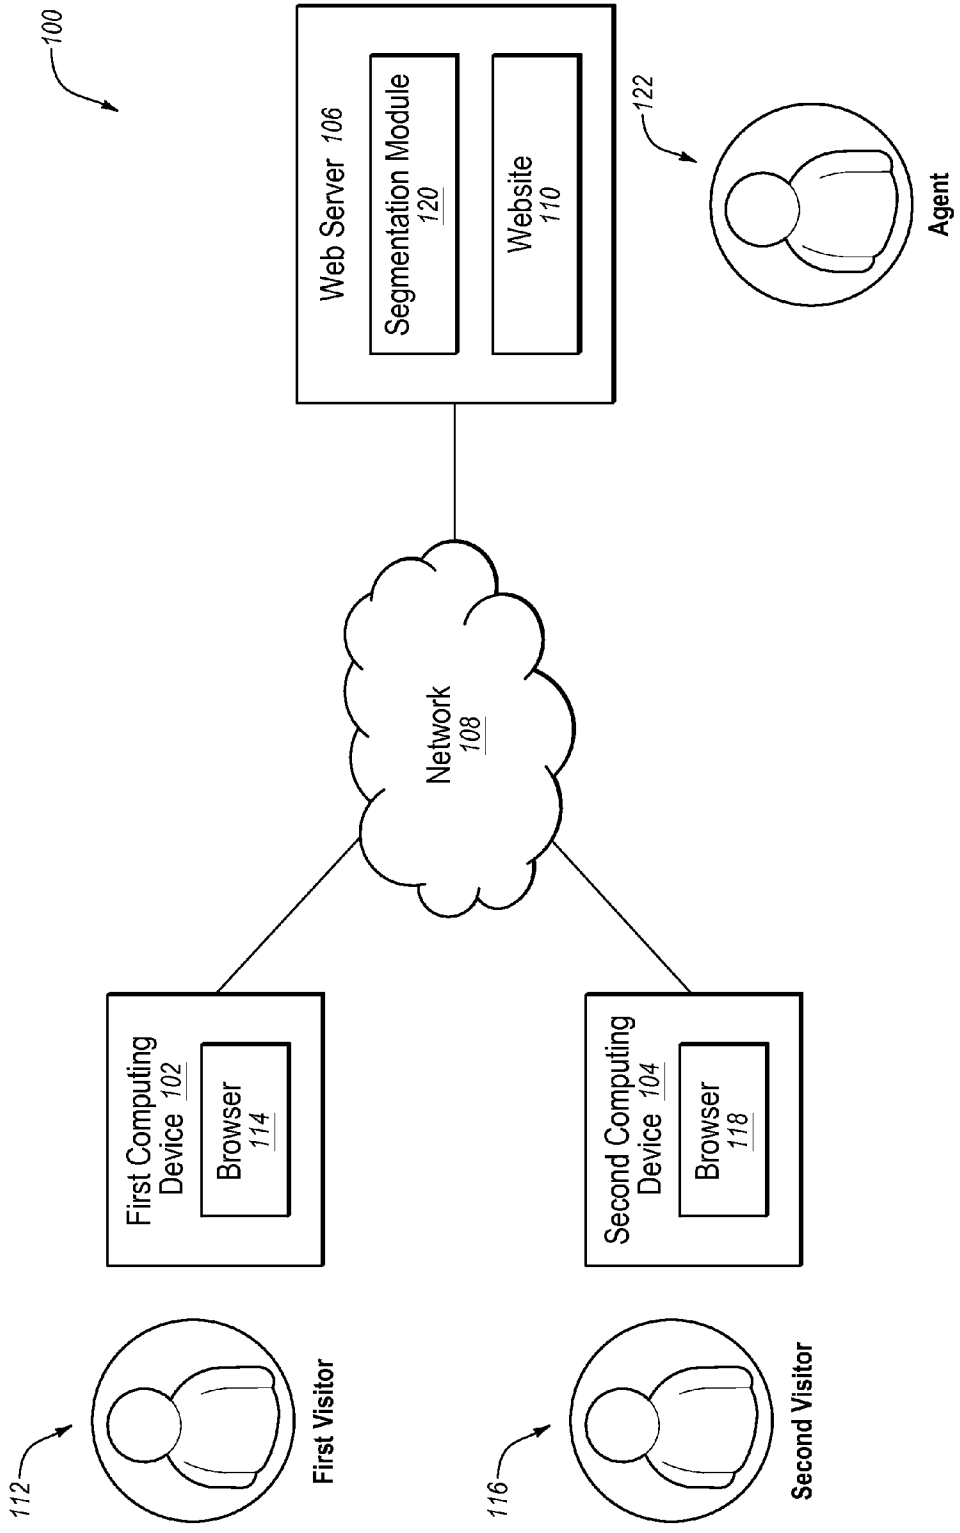 100
112
First Visitor
First Computing
Device 102
Browser
114
Network
108
Web Server 106
Segmentation Module
120
Website
110
116
Second Visitor
Second Computing
Device 104
Browser
118
122
Agent